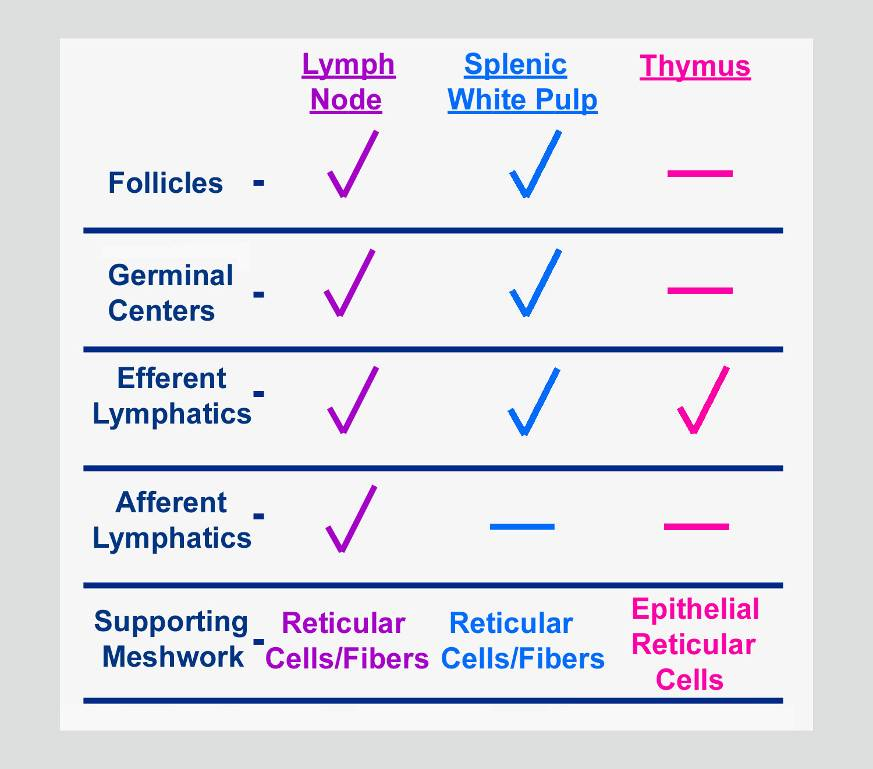 Lymph Node Splenic White Pulp Thymus
Follicles -
Germinal Centers -
Efferent Lymphatics -
Afferent Lymphatics -
Supporting Meshwork - Reticular Cells/Fibers Reticular Cells/Fibers Epithelial Reticular Cells